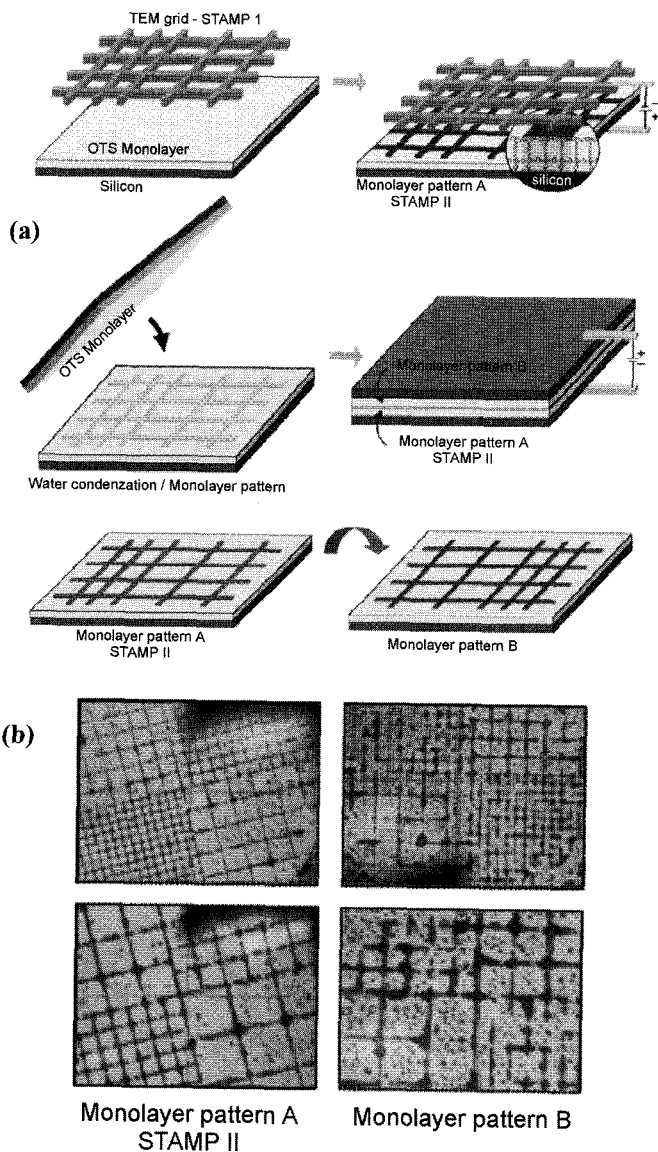 TEM grid - STAMP 1
OTS Monolayer
Silicon
silicon
Monolayer pattern A
STAMP II
−
+
(a)
OTS Monolayer
Water condenzation / Monolayer pattern
Monolayer pattern B
Monolayer pattern A
STAMP II
+
−
Monolayer pattern A
STAMP II
Monolayer pattern B
(b)
Monolayer pattern A
STAMP II
Monolayer pattern B